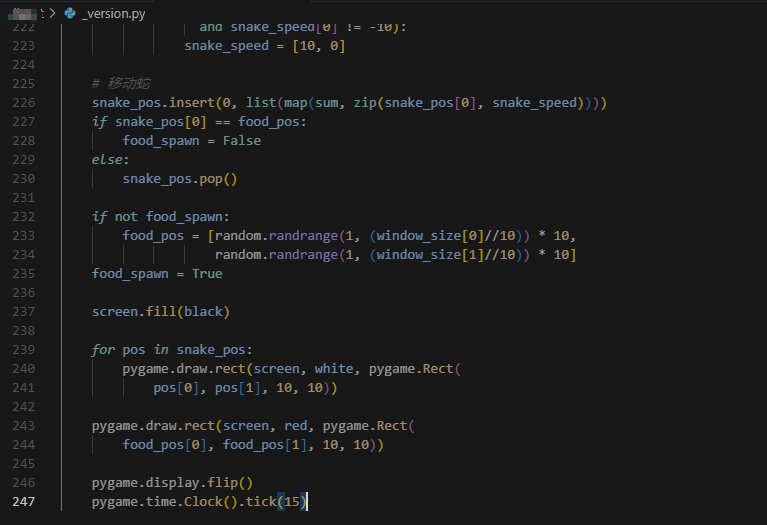 t > _version.py
222 and snake_speed[0] != -10):
223 snake_speed = [10, 0]
224
225 # 移动蛇
226 snake_pos.insert(0, list(map(sum, zip(snake_pos[0], snake_speed))))
227 if snake_pos[0] == food_pos:
228 food_spawn = False
229 else:
230 snake_pos.pop()
231
232 if not food_spawn:
233 food_pos = [random.randrange(1, (window_size[0]//10)) * 10,
234 random.randrange(1, (window_size[1]//10)) * 10]
235 food_spawn = True
236
237 screen.fill(black)
238
239 for pos in snake_pos:
240 pygame.draw.rect(screen, white, pygame.Rect(
241 pos[0], pos[1], 10, 10))
242
243 pygame.draw.rect(screen, red, pygame.Rect(
244 food_pos[0], food_pos[1], 10, 10))
245
246 pygame.display.flip()
247 pygame.time.Clock().tick(15)